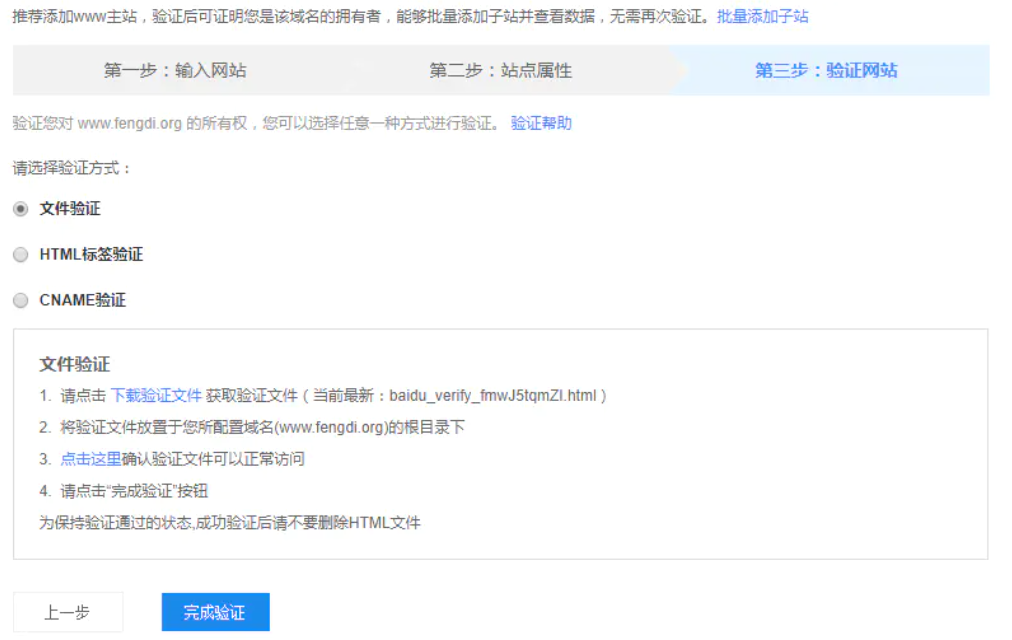 推荐添加www主站，验证后可证明您是该域名的拥有者，能够批量添加子站并查看数据，无需再次验证。批量添加子站
第一步：输入网站 第二步：站点属性 第三步：验证网站
验证您对 www.fengdi.org 的所有权，您可以选择任意一种方式进行验证。 验证帮助
请选择验证方式：
文件验证
HTML标签验证
CNAME验证
文件验证
1. 请点击 下载验证文件 获取验证文件（当前最新：baidu_verify_fmwJ5tqmZI.html）
2. 将验证文件放置于您所配置域名(www.fengdi.org)的根目录下
3. 点击这里确认验证文件可以正常访问
4. 请点击“完成验证”按钮
为保持验证通过的状态,成功验证后请不要删除HTML文件
上一步 完成验证